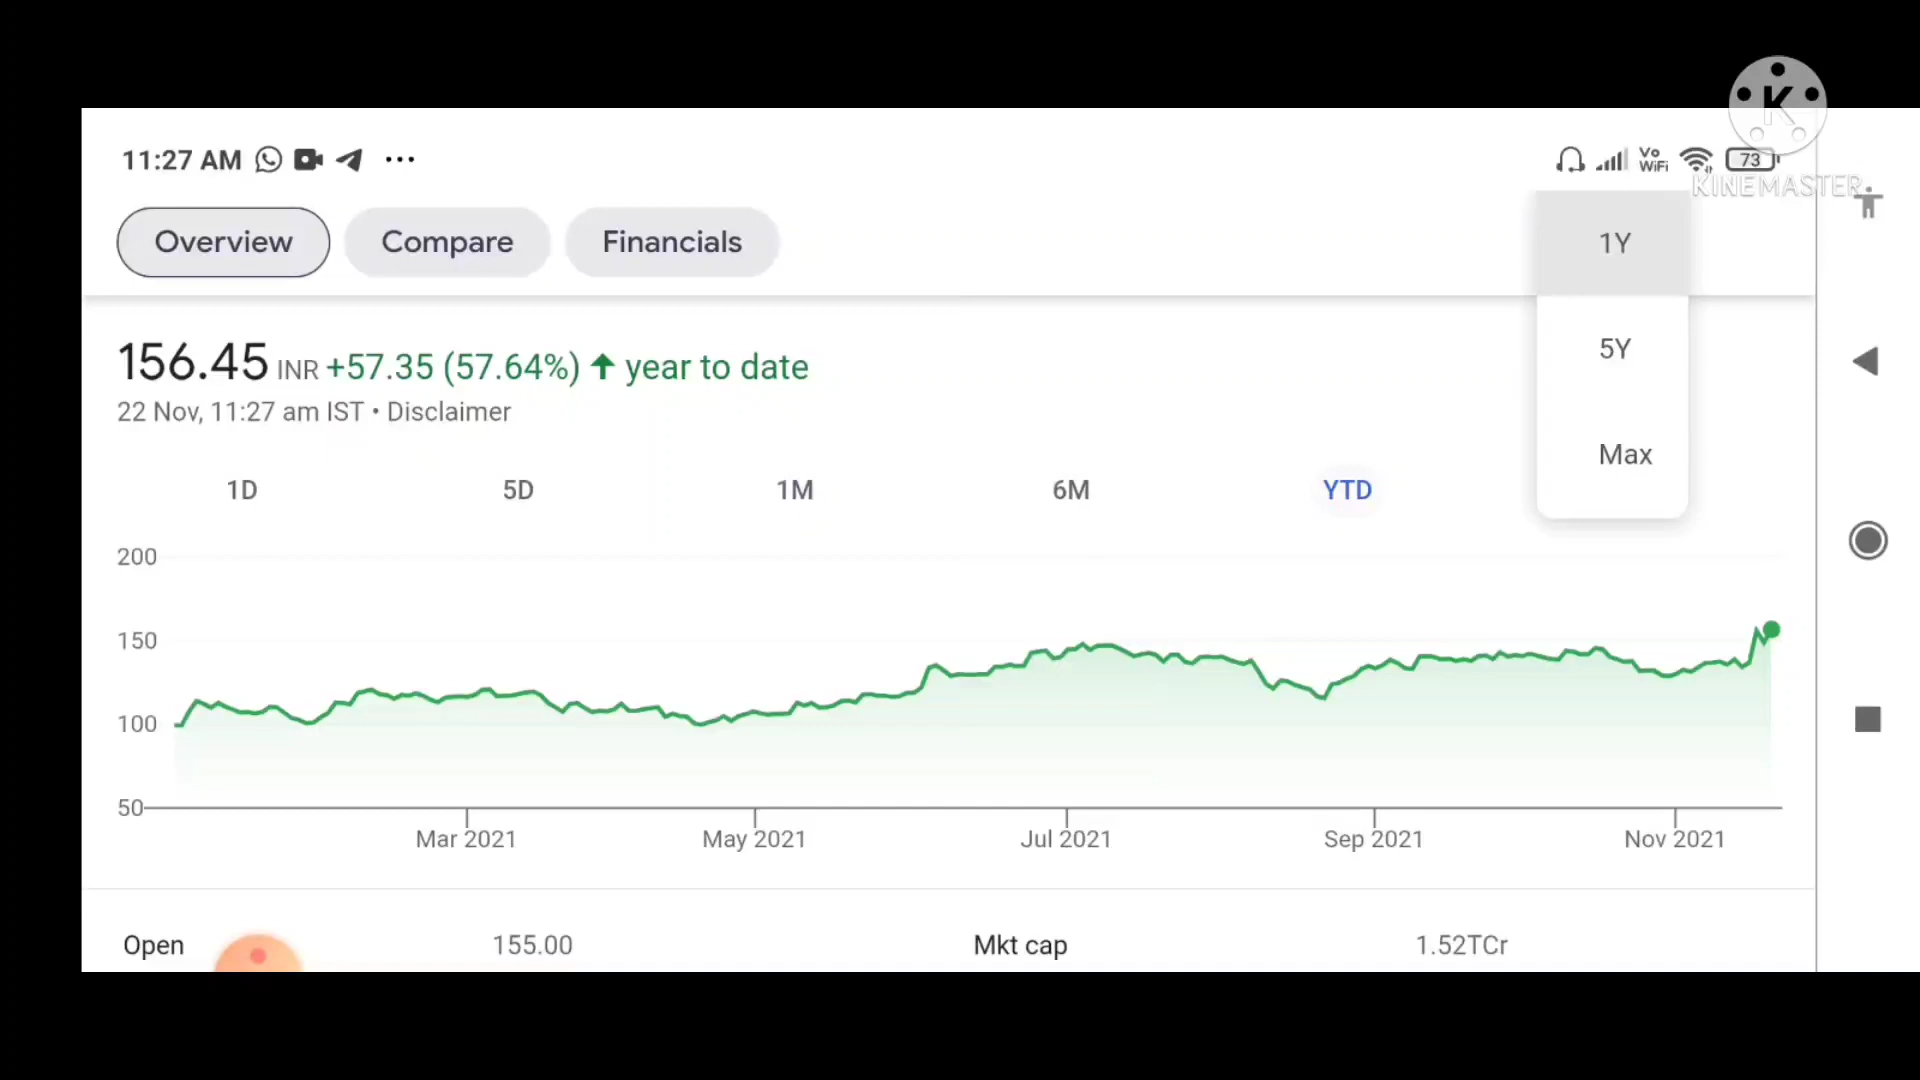 K
KINEMASTER
11:27 AM ... Vo WiFi 73
Overview Compare Financials
1Y
5Y
Max
156.45 INR +57.35 (57.64%) ↑ year to date
22 Nov, 11:27 am IST • Disclaimer
1D 5D 1M 6M YTD
200
150
100
50
Mar 2021 May 2021 Jul 2021 Sep 2021 Nov 2021
Open 155.00 Mkt cap 1.52TCr